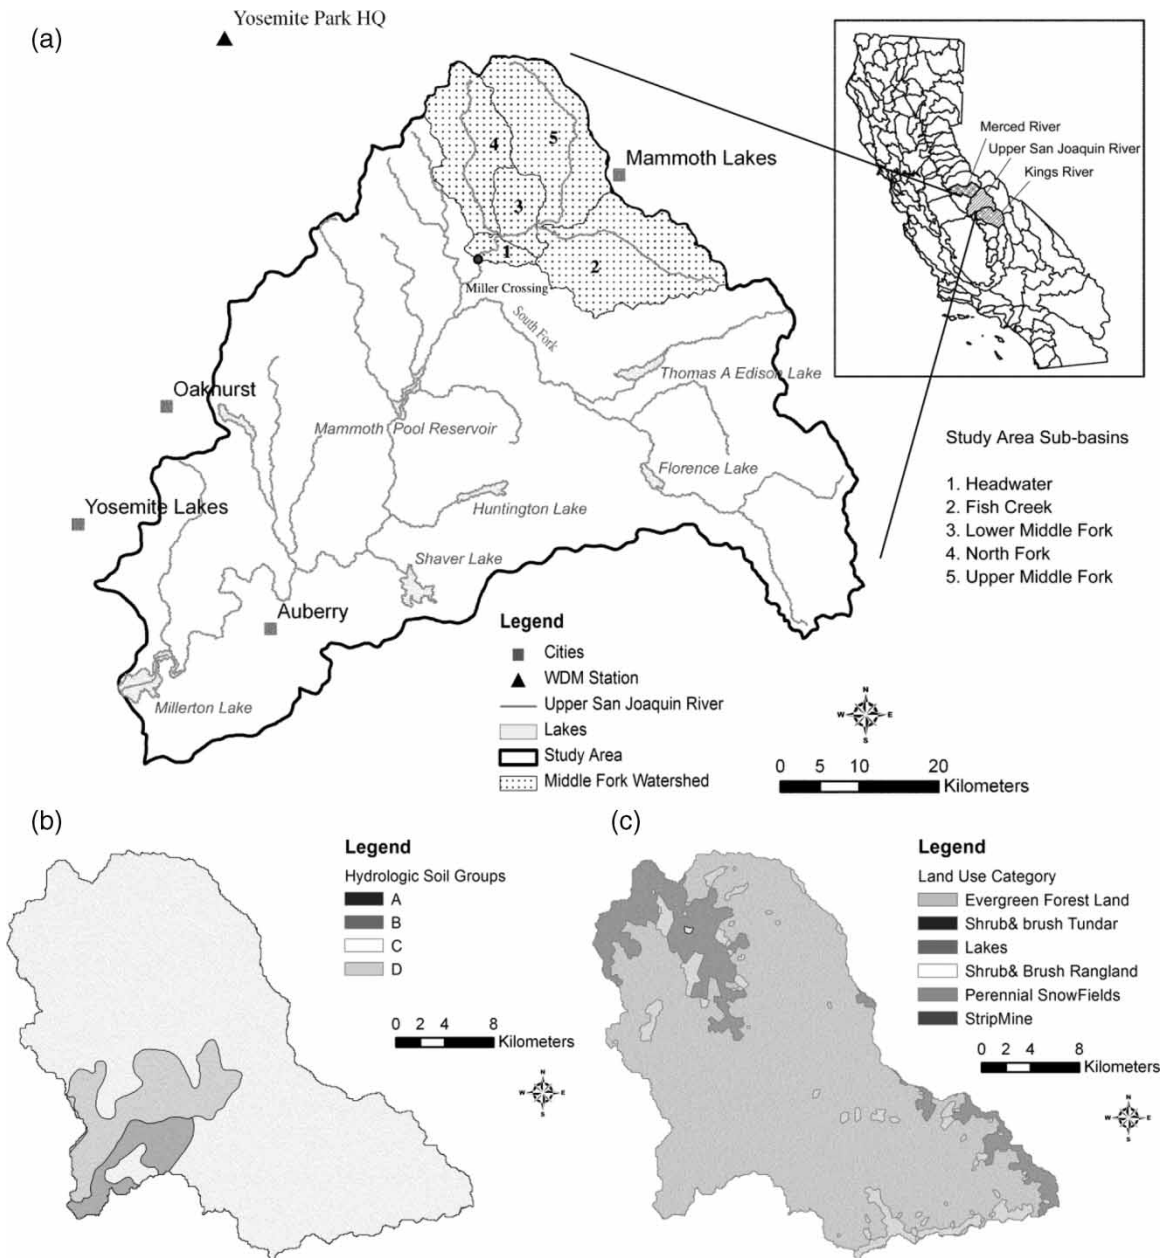 (a)
Yosemite Park HQ
Merced River
Upper San Joaquin River
Kings River
4
5
Mammoth Lakes
3
1
2
Miller Crossing
South Fork
Thomas A Edison Lake
Oakhurst
Mammoth Pool Reservoir
Florence Lake
Yosemite Lakes
Huntington Lake
Shaver Lake
Auberry
Millerton Lake
Study Area Sub-basins
1. Headwater
2. Fish Creek
3. Lower Middle Fork
4. North Fork
5. Upper Middle Fork
Legend
Cities
WDM Station
Upper San Joaquin River
Lakes
Study Area
Middle Fork Watershed
N
W E
S
0 5 10 20
Kilometers
(b)
Legend
Hydrologic Soil Groups
A
B
C
D
0 2 4 8
Kilometers
N
W E
S
(c)
Legend
Land Use Category
Evergreen Forest Land
Shrub& brush Tundar
Lakes
Shrub& Brush Rangland
Perennial SnowFields
StripMine
0 2 4 8
Kilometers
N
W E
S